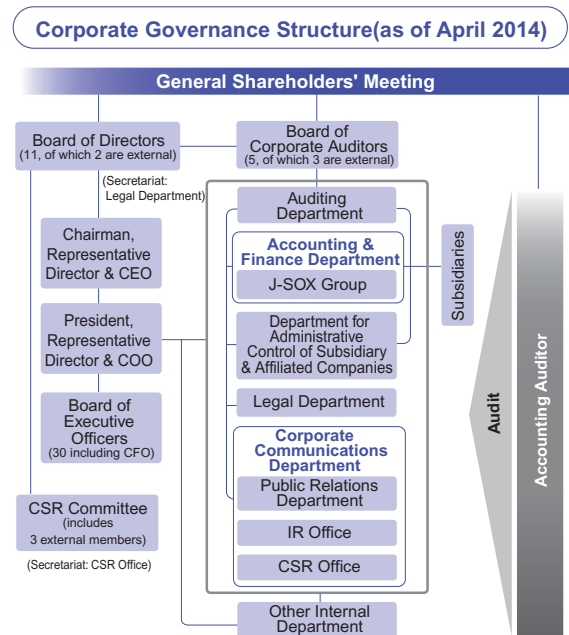 Corporate Governance Structure(as of April 2014)
General Shareholders' Meeting
Board of Directors
(11, of which 2 are external)
(Secretariat:
Legal Department)
Board of
Corporate Auditors
(5, of which 3 are external)
Chairman,
Representative
Director & CEO
President,
Representative
Director & COO
Board of
Executive
Officers
(30 including CFO)
CSR Committee
(includes
3 external members)
(Secretariat: CSR Office)
Auditing
Department
Accounting &
Finance Department
J-SOX Group
Department for
Administrative
Control of Subsidiary
& Affiliated Companies
Legal Department
Corporate
Communications
Department
Public Relations
Department
IR Office
CSR Office
Other Internal
Department
Subsidiaries
Audit
Accounting Auditor